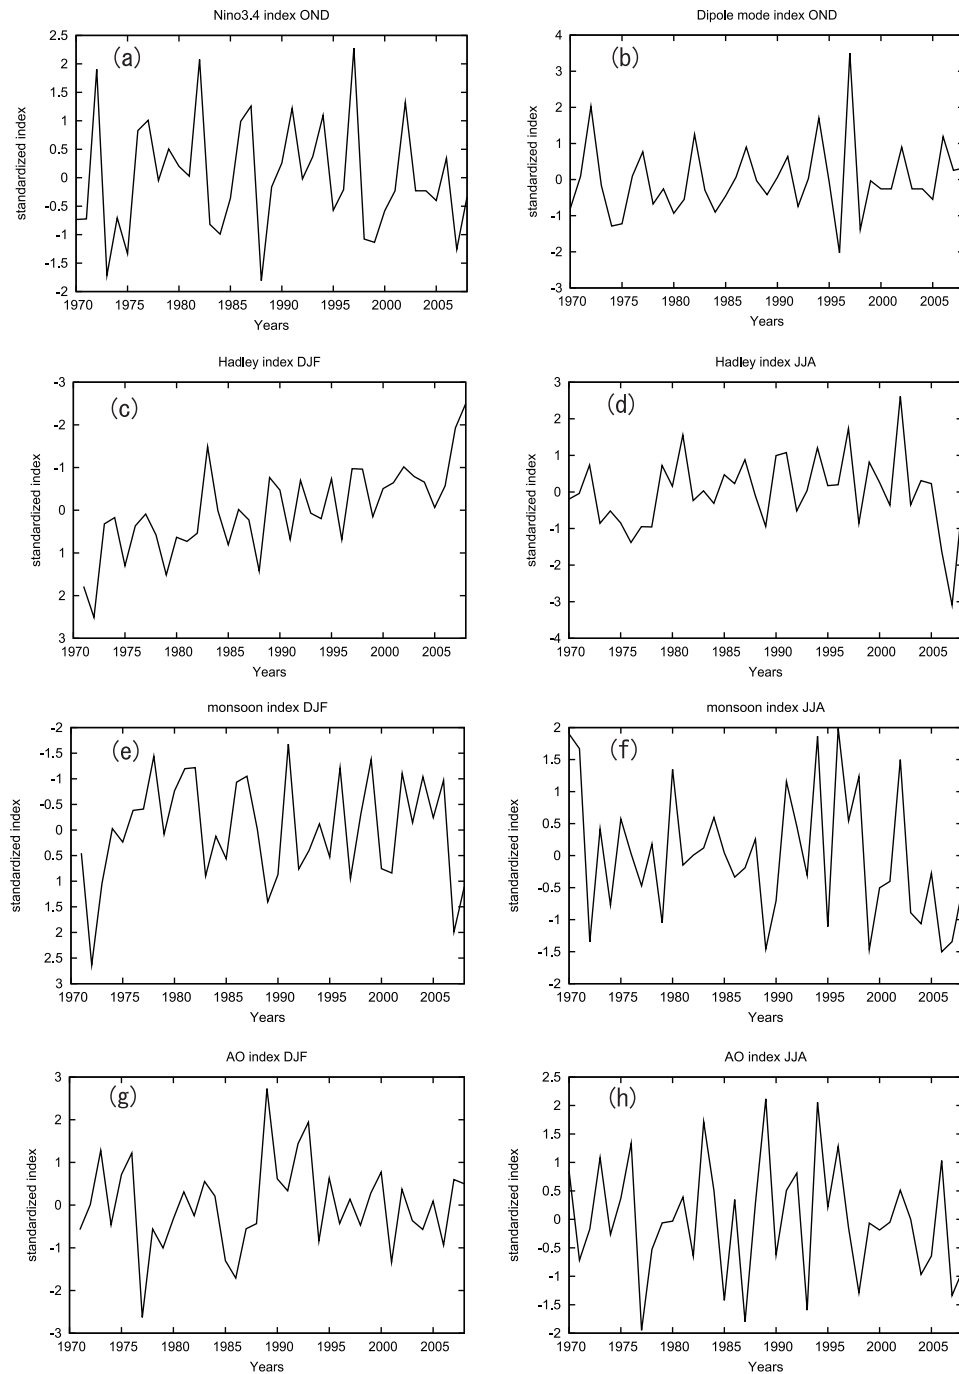 Nino3.4 index OND
(a)
standardized index
2.5
2
1.5
1
0.5
0
-0.5
-1
-1.5
-2
1970 1975 1980 1985 1990 1995 2000 2005
Years
Dipole mode index OND
(b)
standardized index
4
3
2
1
0
-1
-2
-3
1970 1975 1980 1985 1990 1995 2000 2005
Years
Hadley index DJF
(c)
standardized index
-3
-2
-1
0
1
2
3
1970 1975 1980 1985 1990 1995 2000 2005
Years
Hadley index JJA
(d)
standardized index
3
2
1
0
-1
-2
-3
-4
1970 1975 1980 1985 1990 1995 2000 2005
Years
monsoon index DJF
(e)
standardized index
-2
-1.5
-1
-0.5
0
0.5
1
1.5
2
2.5
3
1970 1975 1980 1985 1990 1995 2000 2005
Years
monsoon index JJA
(f)
standardized index
2
1.5
1
0.5
0
-0.5
-1
-1.5
-2
1970 1975 1980 1985 1990 1995 2000 2005
Years
AO index DJF
(g)
standardized index
3
2
1
0
-1
-2
-3
1970 1975 1980 1985 1990 1995 2000 2005
Years
AO index JJA
(h)
standardized index
2.5
2
1.5
1
0.5
0
-0.5
-1
-1.5
-2
1970 1975 1980 1985 1990 1995 2000 2005
Years